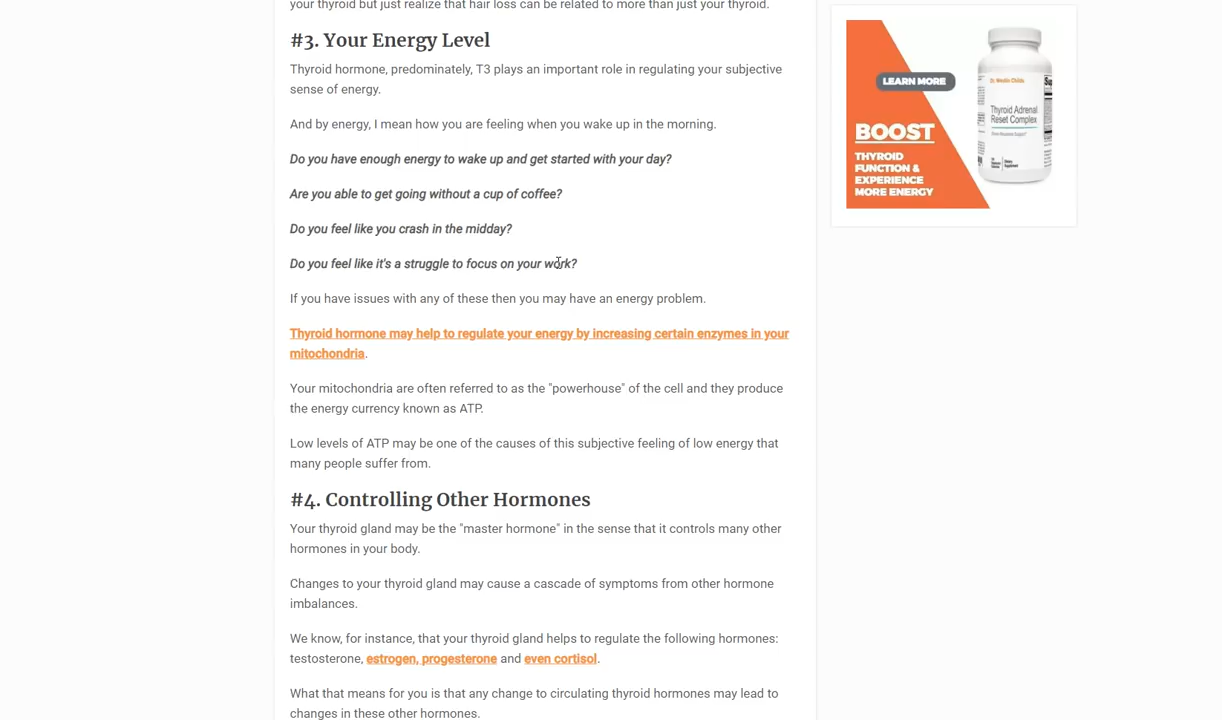 your thyroid but just realize that hair loss can be related to more than just your thyroid.
#3. Your Energy Level
Thyroid hormone, predominately, T3 plays an important role in regulating your subjective
sense of energy.
And by energy, I mean how you are feeling when you wake up in the morning.
Do you have enough energy to wake up and get started with your day?
Are you able to get going without a cup of coffee?
Do you feel like you crash in the midday?
Do you feel like it's a struggle to focus on your work?
If you have issues with any of these then you may have an energy problem.
Thyroid hormone may help to regulate your energy by increasing certain enzymes in your
mitochondria.
Your mitochondria are often referred to as the "powerhouse" of the cell and they produce
the energy currency known as ATP.
Low levels of ATP may be one of the causes of this subjective feeling of low energy that
many people suffer from.
#4. Controlling Other Hormones
Your thyroid gland may be the "master hormone" in the sense that it controls many other
hormones in your body.
Changes to your thyroid gland may cause a cascade of symptoms from other hormone
imbalances.
We know, for instance, that your thyroid gland helps to regulate the following hormones:
testosterone, estrogen, progesterone and even cortisol.
What that means for you is that any change to circulating thyroid hormones may lead to
changes in these other hormones.
LEARN MORE
BOOST
THYROID
FUNCTION &
EXPERIENCE
MORE ENERGY
Dr. Westin Childs
Thyroid Adrenal
Reset Complex